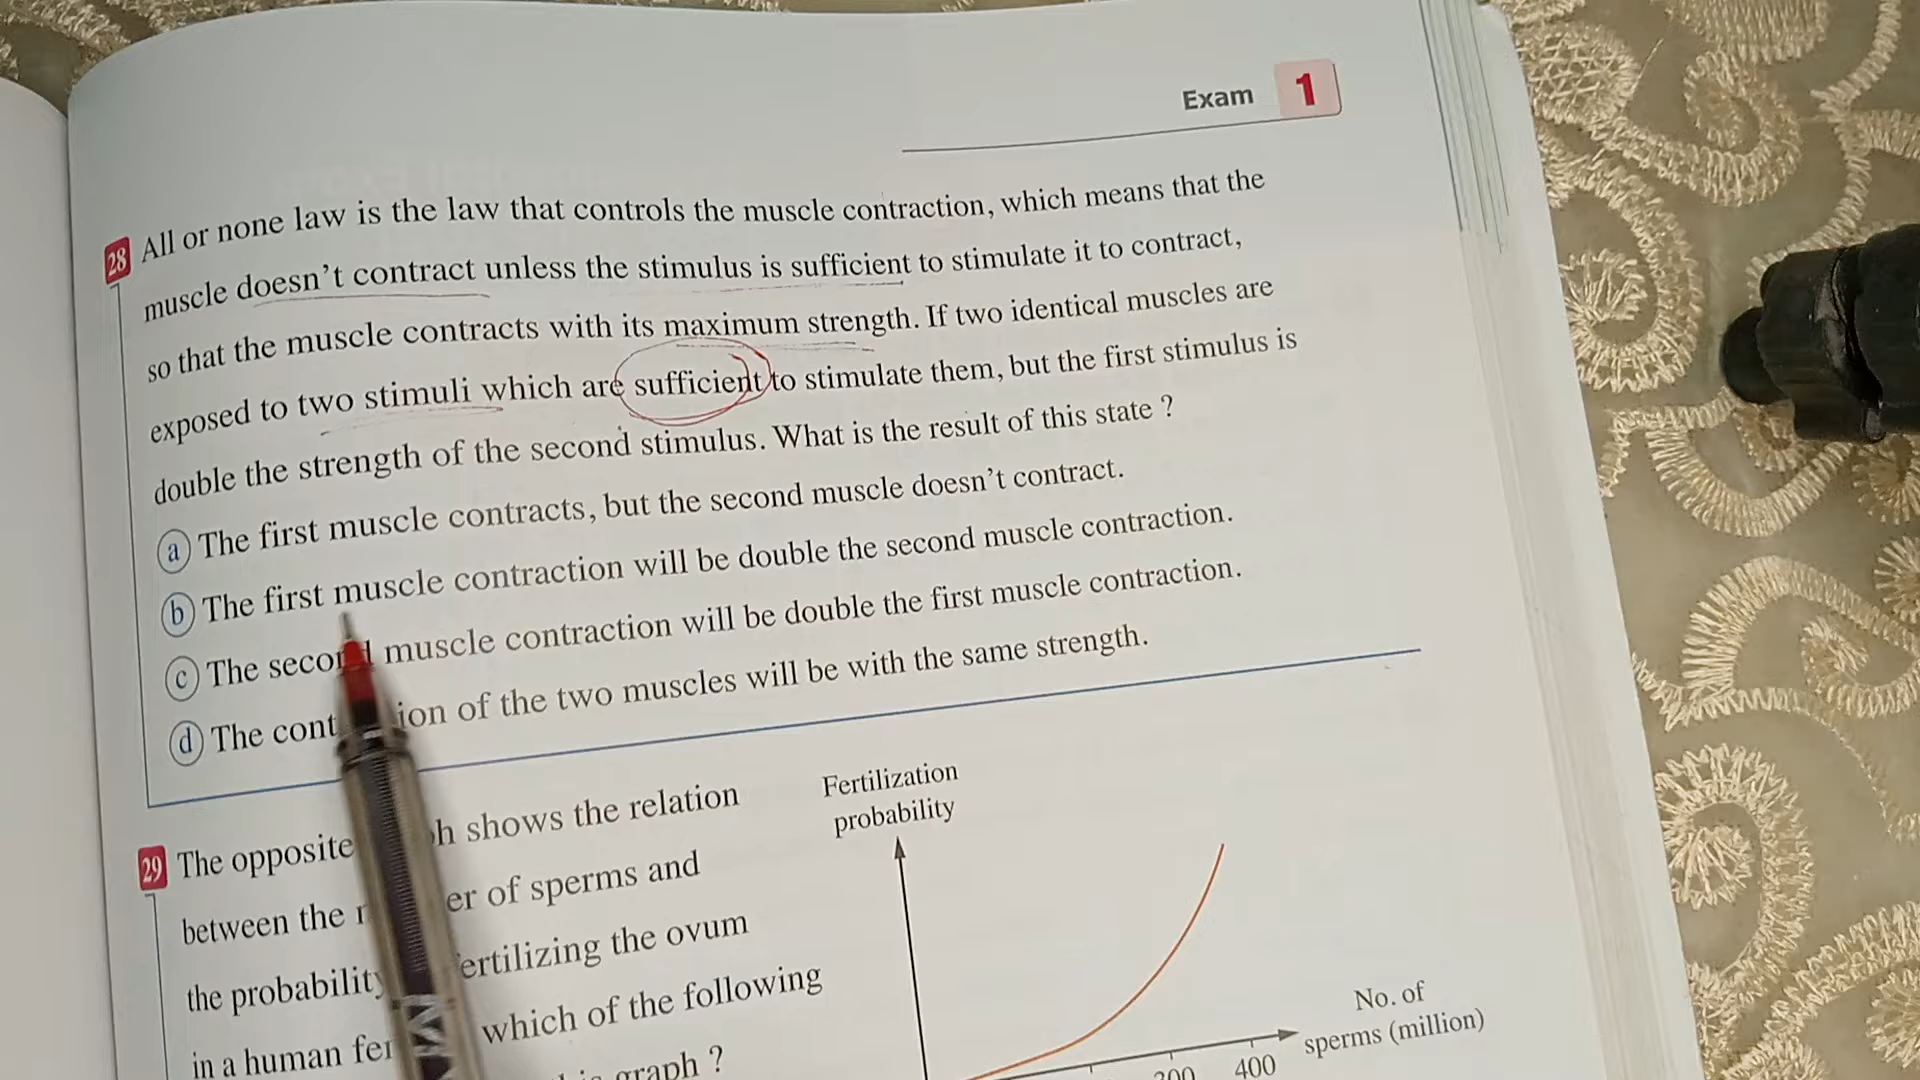 Exam 1
28 All or none law is the law that controls the muscle contraction, which means that the
muscle doesn't contract unless the stimulus is sufficient to stimulate it to contract,
so that the muscle contracts with its maximum strength. If two identical muscles are
exposed to two stimuli which are sufficient to stimulate them, but the first stimulus is
double the strength of the second stimulus. What is the result of this state ?
a The first muscle contracts, but the second muscle doesn't contract.
b The first muscle contraction will be double the second muscle contraction.
c The second muscle contraction will be double the first muscle contraction.
d The ion of the two muscles will be with the same strength.
29 The opposite shows the relation
between the of sperms and
the probability ertilizing the ovum
in a human which of the following
graph ?
Fertilization
probability
No. of
sperms (million)
400